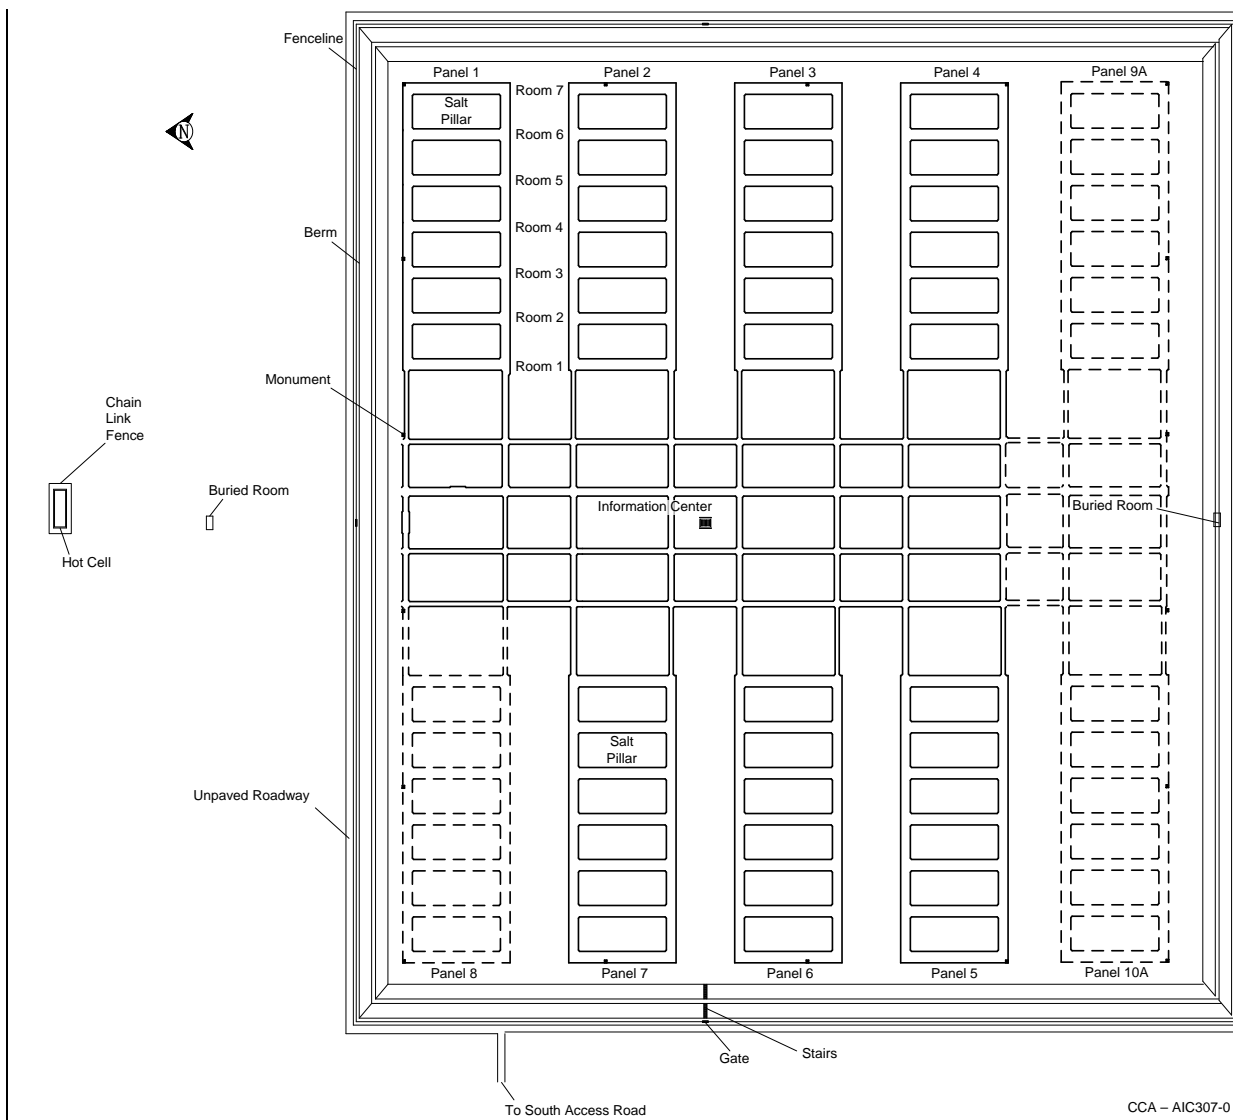 Fenceline
Panel 1
Panel 2
Panel 3
Panel 4
Panel 9A
Room 7
Salt
Pillar
N
Room 6
Room 5
Room 4
Berm
Room 3
Room 2
Room 1
Monument
Chain
Link
Fence
Buried Room
Information Center
Buried Room
Hot Cell
Salt
Pillar
Unpaved Roadway
Panel 8
Panel 7
Panel 6
Panel 5
Panel 10A
Stairs
Gate
To South Access Road
CCA – AIC307-0